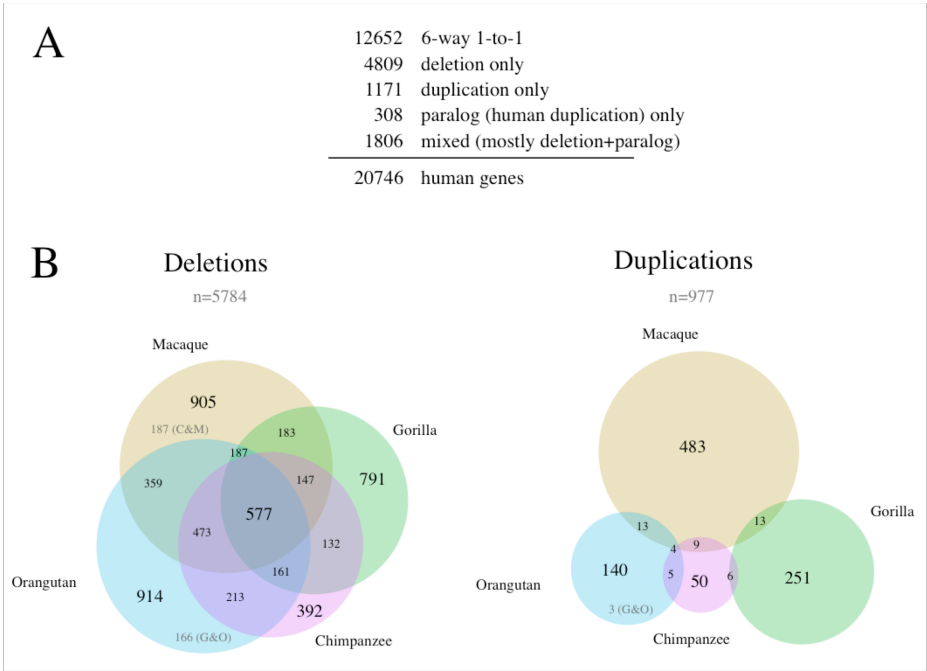 A
12652 6-way 1-to-1
4809 deletion only
1171 duplication only
308 paralog (human duplication) only
1806 mixed (mostly deletion+paralog)
20746 human genes
B
Deletions
n=5784
Macaque
905
187 (C&M)
183
Gorilla
187
359
147
791
577
473
132
161
Orangutan
914
213
392
166 (G&O)
Chimpanzee
Duplications
n=977
Macaque
483
Gorilla
13
13
9
4
140
5
50
6
251
Orangutan
3 (G&O)
Chimpanzee